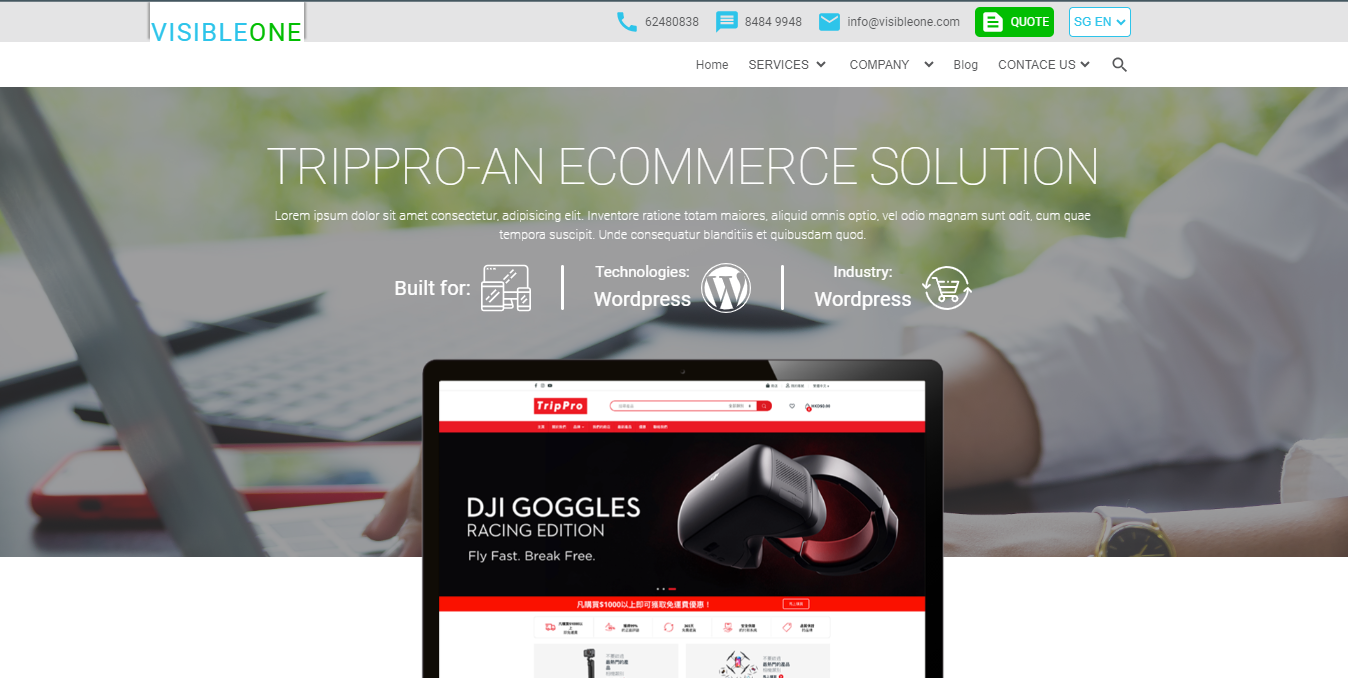 VISIBLEONE
62480838
8484 9948
info@visibleone.com
QUOTE
SG EN
Home
SERVICES
COMPANY
Blog
CONTACE US
TRIPPRO-AN ECOMMERCE SOLUTION
Lorem ipsum dolor sit amet consectetur, adipisicing elit. Inventore ratione totam maiores, aliquid omnis optio, vel odio magnam sunt odit, cum quae
tempora suscipit. Unde consequatur blanditiis et quibusdam quod.
Built for:
Technologies:
Wordpress
Industry:
Wordpress
TripPro
DJI GOGGLES
RACING EDITION
Fly Fast. Break Free.
凡購買$1000以上即可獲取免運費優惠！